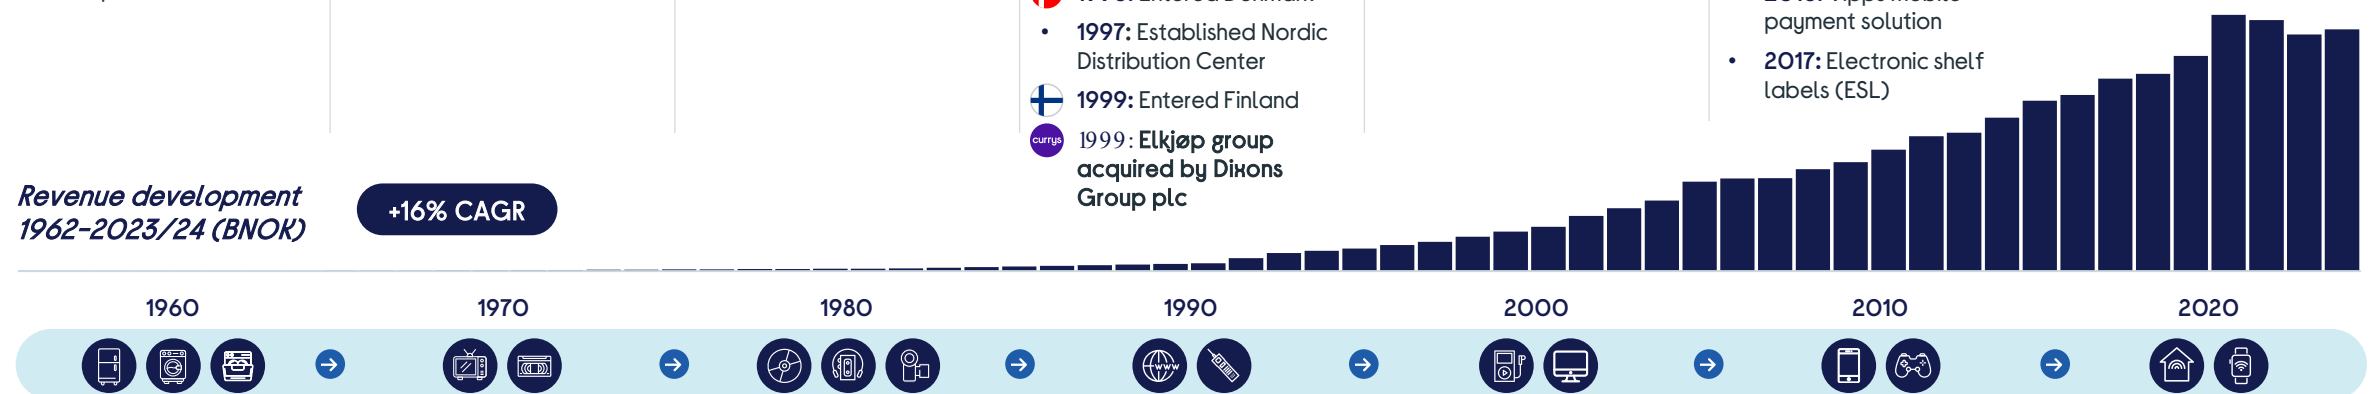 1997: Established Nordic
Distribution Center
1999: Entered Finland
currys
1999: Elkjøp group
acquired by Dixons
Group plc
payment solution
• 2017: Electronic shelf
labels (ESL)
Revenue development
1962-2023/24 (BNOK)
+16% CAGR
1960
1970
1980
1990
2000
2010
2020
WWW